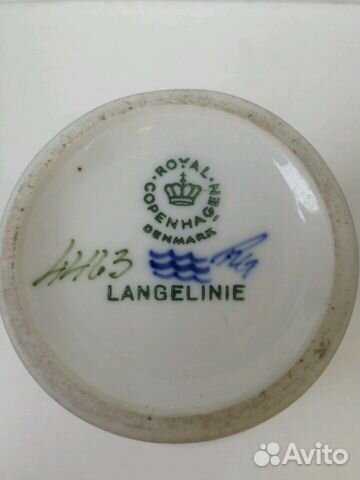 ROYAL
COPENHAGEN
DENMARK
4463
LANGELINIE
Avito